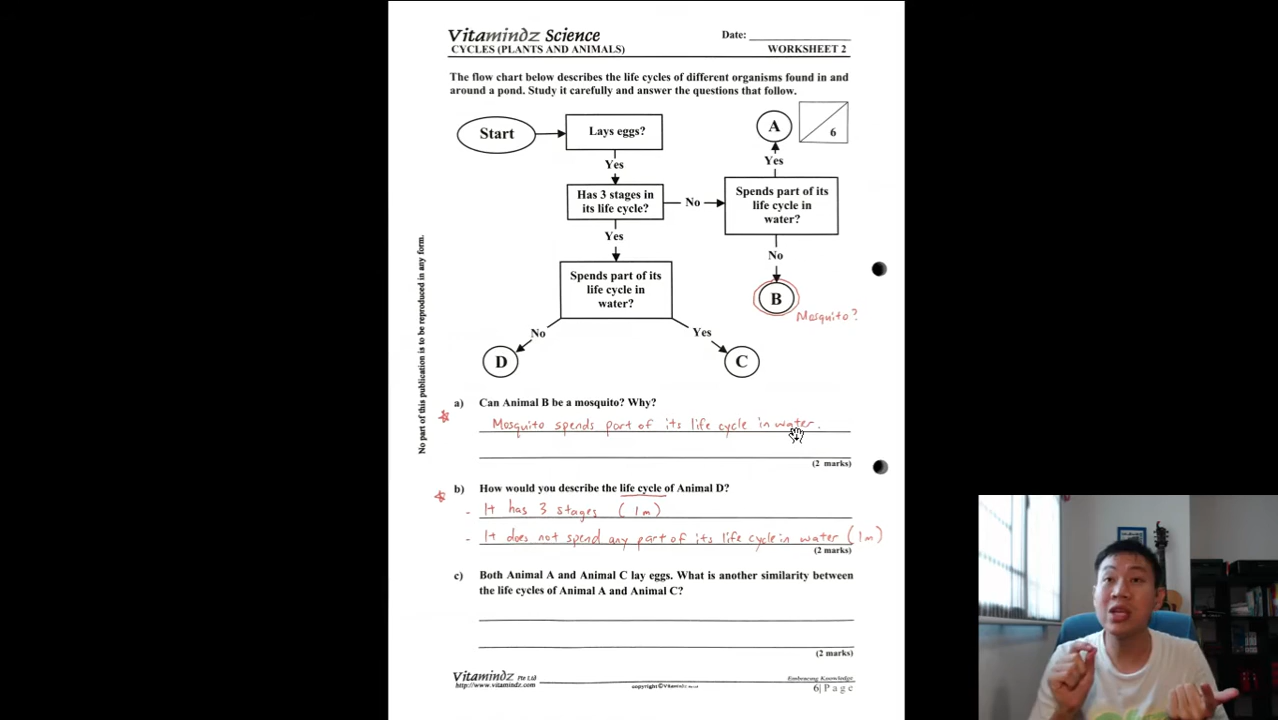 Vitamindz Science
Date:
CYCLES (PLANTS AND ANIMALS)
WORKSHEET 2
The flow chart below describes the life cycles of different organisms found in and
around a pond. Study it carefully and answer the questions that follow.
Start
Lays eggs?
A
6
Yes
Yes
Has 3 stages in
its life cycle?
No
Spends part of its
life cycle in
water?
Yes
No
Spends part of its
life cycle in
water?
B
Mosquito?
No
Yes
D
C
No part of this publication is to be reproduced in any form.
a) Can Animal B be a mosquito? Why?
Mosquito spends part of its life cycle in water.
(2 marks)
b) How would you describe the life cycle of Animal D?
- It has 3 stages (1m)
- It does not spend any part of its life cycle in water (1m)
(2 marks)
c) Both Animal A and Animal C lay eggs. What is another similarity between
the life cycles of Animal A and Animal C?
(2 marks)
Vitamindz Pte Ltd
http://www.vitamindz.com
copyright © Vitamindz
Embracing Knowledge
6|Page